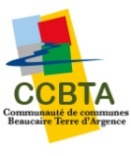 CCBTA
Communauté de communes
Beaucaire Terre d'Argence